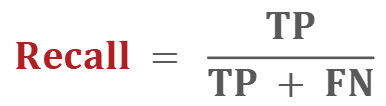 Recall = TP / TP + FN